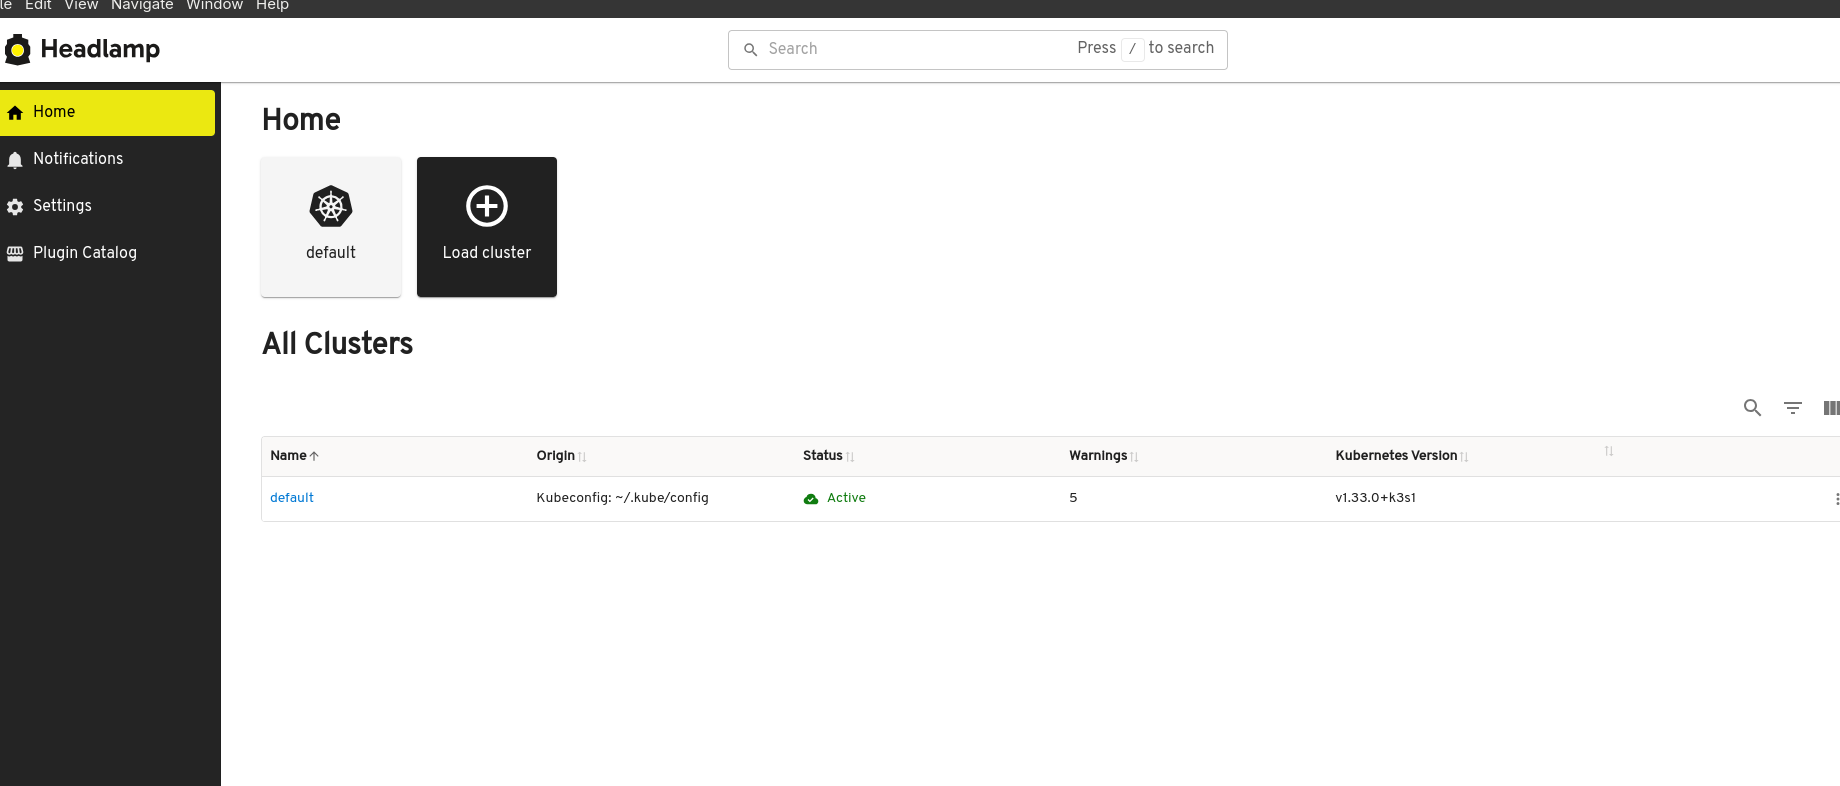 le Edit View Navigate Window Help
Headlamp
Search Press / to search
Home
Notifications
Settings
Plugin Catalog
Home
default
Load cluster
All Clusters
Name Origin Status Warnings Kubernetes Version
default Kubeconfig: ~/.kube/config Active 5 v1.33.0+k3s1